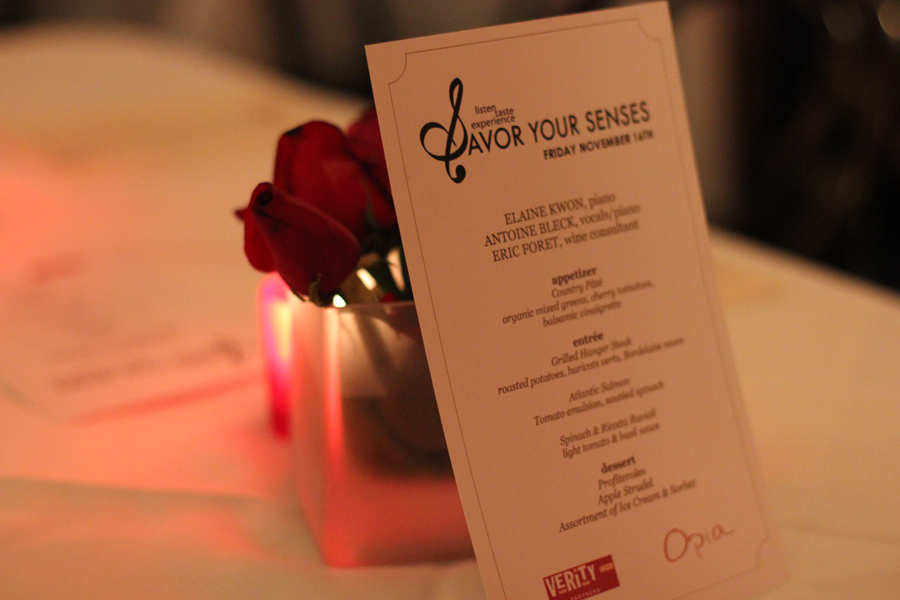 listen taste
experience
SAVOR YOUR SENSES
FRIDAY NOVEMBER 16TH
ELAINE KWON, piano
ANTOINE BLECK, vocals/piano
ERIC FORET, wine consultant
appetizer
Country Pâté
organic mixed greens, cherry tomatoes,
balsamic vinaigrette
entrée
Grilled Hanger Steak
roasted potatoes, haricots verts, Bordelaise sauce
Atlantic Salmon
Tomato emulsion, sautéed spinach
Spinach & Ricotta Ravioli
light tomato & basil sauce
dessert
Profiteroles
Apple Strudel
Assortment of Ice Cream & Sorbet
Opia
VERITY
PARTNERS